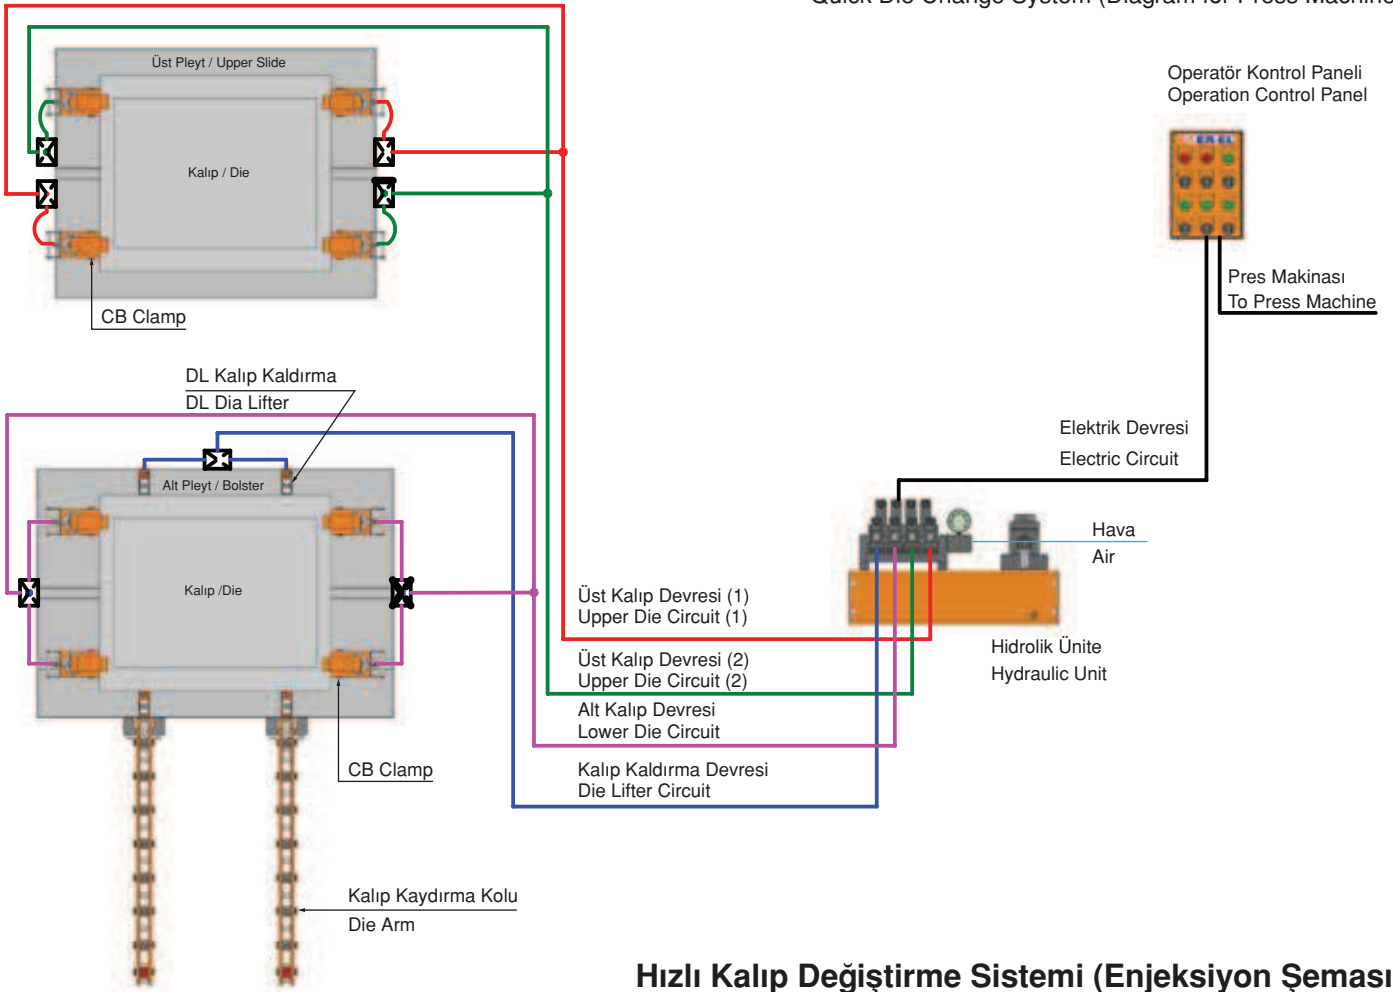 Quick Die Change System (Diagram for Press Machine
Üst Pleyt / Upper Slide
Operatör Kontrol Paneli
Operation Control Panel
ER-EL
Kalıp / Die
Pres Makinası
To Press Machine
CB Clamp
DL Kalıp Kaldırma
DL Dia Lifter
Elektrik Devresi
Electric Circuit
Alt Pleyt / Bolster
Hava
Air
Kalıp /Die
Üst Kalıp Devresi (1)
Upper Die Circuit (1)
Hidrolik Ünite
Hydraulic Unit
Üst Kalıp Devresi (2)
Upper Die Circuit (2)
Alt Kalıp Devresi
Lower Die Circuit
CB Clamp
Kalıp Kaldırma Devresi
Die Lifter Circuit
Kalıp Kaydırma Kolu
Die Arm
Hızlı Kalıp Değiştirme Sistemi (Enjeksiyon Şeması